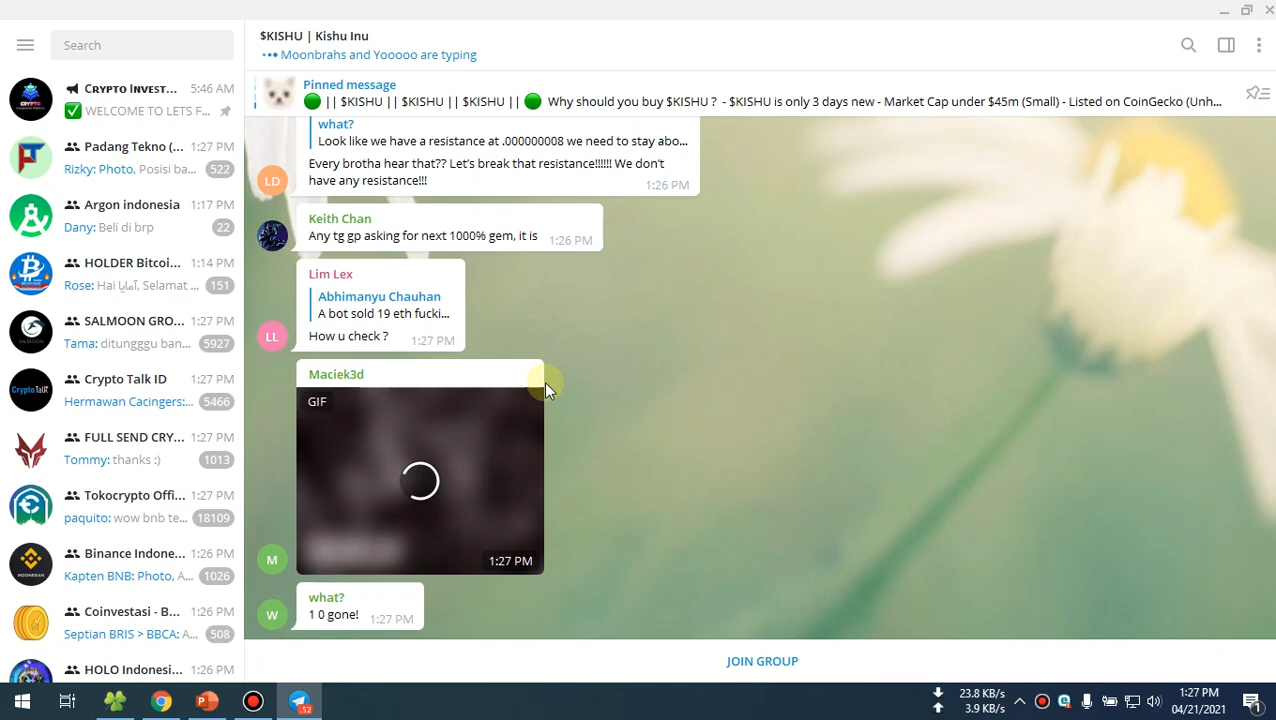 Search
CRYPTO INVEST... 5:46 AM
WELCOME TO LETS F...
Padang Tekno (... 1:27 PM
Rizky: Photo, Posisi ba... 522
Argon indonesia 1:17 PM
Dany: Beli di brp 22
HOLDER Bitcoi... 1:14 PM
Rose: Hai أمايا, Selamat ... 151
SALMOON GRO... 1:27 PM
Tama: ditungggu ban... 5927
Crypto Talk ID 1:27 PM
Hermawan Cacingers:... 5466
FULL SEND CRY... 1:27 PM
Tommy: thanks :) 1013
Tokocrypto Offi... 1:27 PM
paquito: wow bnb te... 18109
Binance Indone... 1:26 PM
Kapten BNB: Photo, A... 1026
Coinvestasi - B... 1:26 PM
Septian BRIS > BBCA: A... 508
HOLO Indonesi... 1:26 PM
$KISHU | Kishu Inu
Moonbrahs and Yooooo are typing
Pinned message
|| $KISHU || $KISHU || $KISHU || Why should you buy $KISHU ? - $KISHU is only 3 days new - Market Cap under $45m (Small) - Listed on CoinGecko (Unh...
what?
Look like we have a resistance at .000000008 we need to stay abo...
Every brotha hear that?? Let's break that resistance!!!!!! We don't
have any resistance!!!
1:26 PM
LD
Keith Chan
Any tg gp asking for next 1000% gem, it is 1:26 PM
Lim Lex
Abhimanyu Chauhan
A bot sold 19 eth fucki...
How u check ? 1:27 PM
LL
Maciek3d
GIF
1:27 PM
M
what?
1 0 gone! 1:27 PM
W
JOIN GROUP
52
23.8 KB/s
3.9 KB/s
1:27 PM
04/21/2021
1